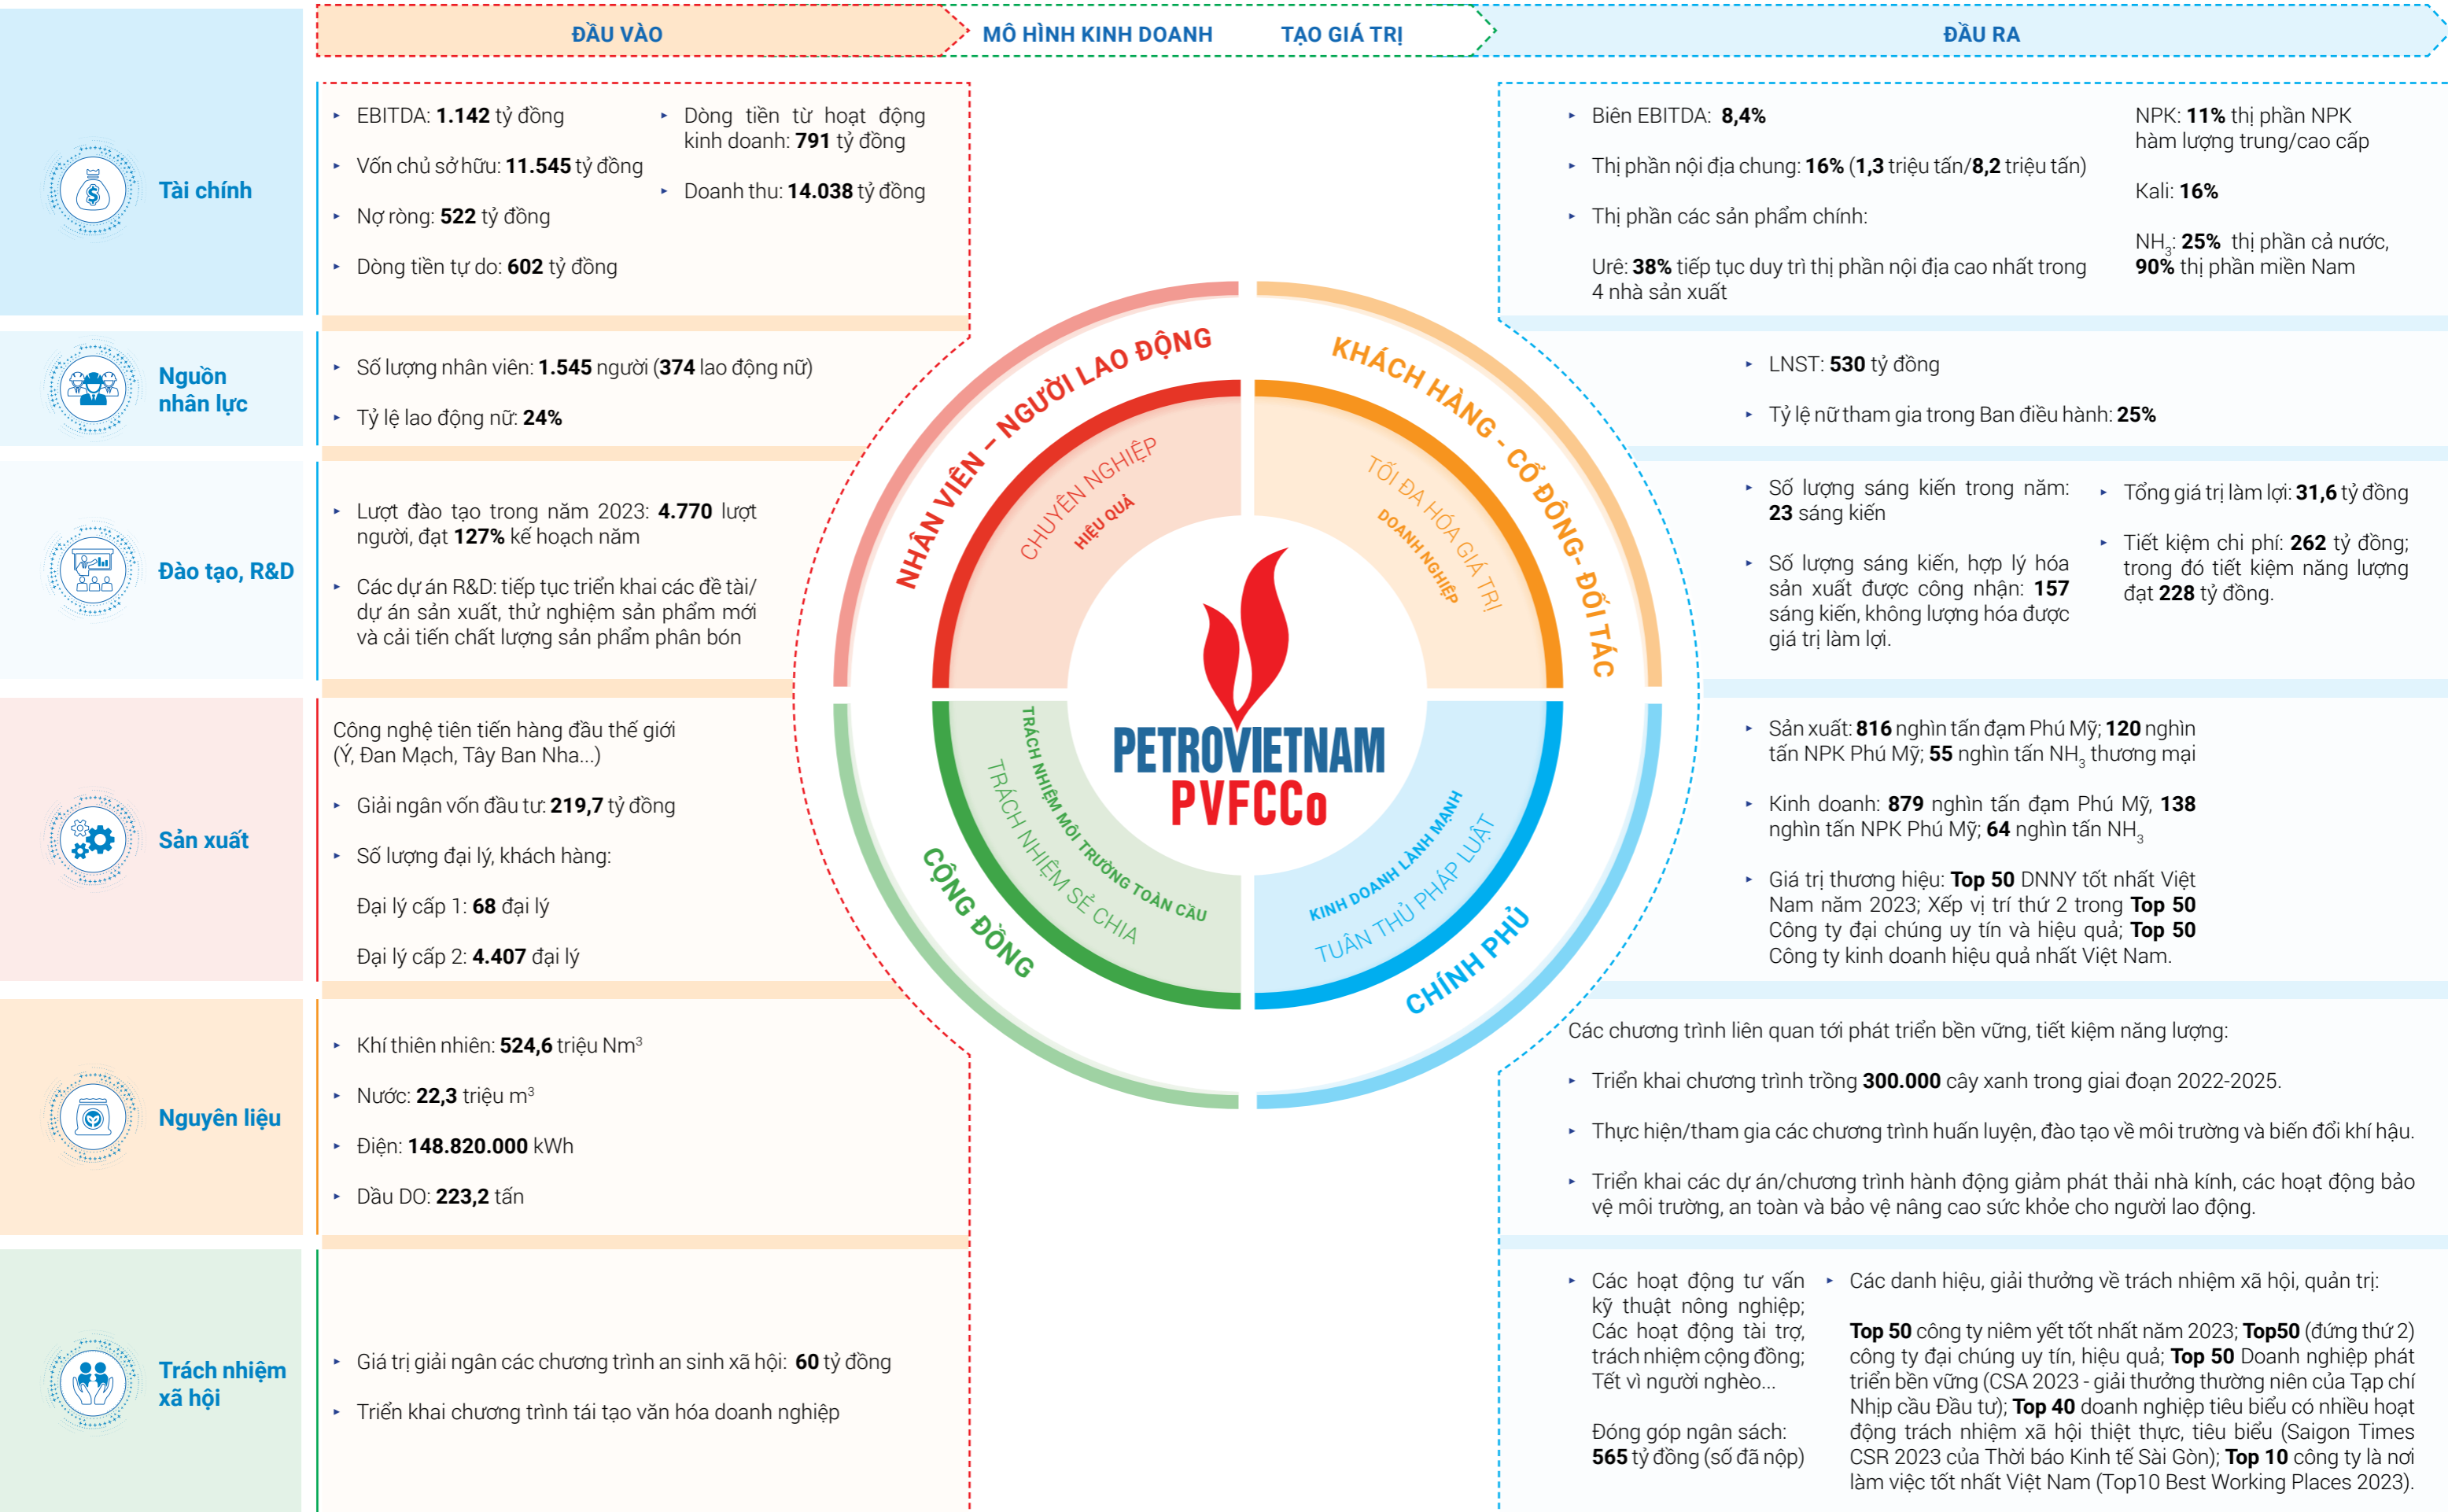 ĐẦU VÀO
MÔ HÌNH KINH DOANH
TẠO GIÁ TRỊ
ĐẦU RA
Tài chính
EBITDA: 1.142 tỷ đồng
Vốn chủ sở hữu: 11.545 tỷ đồng
Nợ ròng: 522 tỷ đồng
Dòng tiền tự do: 602 tỷ đồng
Dòng tiền từ hoạt động
kinh doanh: 791 tỷ đồng
Doanh thu: 14.038 tỷ đồng
Biên EBITDA: 8,4%
Thị phần nội địa chung: 16% (1,3 triệu tấn/8,2 triệu tấn)
Thị phần các sản phẩm chính:
Urê: 38% tiếp tục duy trì thị phần nội địa cao nhất trong
4 nhà sản xuất
NPK: 11% thị phần NPK
hàm lượng trung/cao cấp
Kali: 16%
NH3: 25% thị phần cả nước,
90% thị phần miền Nam
Nguồn
nhân lực
Số lượng nhân viên: 1.545 người (374 lao động nữ)
Tỷ lệ lao động nữ: 24%
LNST: 530 tỷ đồng
Tỷ lệ nữ tham gia trong Ban điều hành: 25%
Đào tạo, R&D
Lượt đào tạo trong năm 2023: 4.770 lượt
người, đạt 127% kế hoạch năm
Các dự án R&D: tiếp tục triển khai các đề tài/
dự án sản xuất, thử nghiệm sản phẩm mới
và cải tiến chất lượng sản phẩm phân bón
Số lượng sáng kiến trong năm:
23 sáng kiến
Số lượng sáng kiến, hợp lý hóa
sản xuất được công nhận: 157
sáng kiến, không lượng hóa được
giá trị làm lợi.
Tổng giá trị làm lợi: 31,6 tỷ đồng
Tiết kiệm chi phí: 262 tỷ đồng;
trong đó tiết kiệm năng lượng
đạt 228 tỷ đồng.
NHÂN VIÊN – NGƯỜI LAO ĐỘNG
CHUYÊN NGHIỆP
HIỆU QUẢ
KHÁCH HÀNG - CỔ ĐÔNG- ĐỐI TÁC
TỐI ĐA HÓA GIÁ TRỊ
DOANH NGHIỆP
PETROVIETNAM
PVFCCo
TRÁCH NHIỆM MÔI TRƯỜNG TOÀN CẦU
TRÁCH NHIỆM SẺ CHIA
CỘNG ĐỒNG
KINH DOANH LÀNH MẠNH
TUÂN THỦ PHÁP LUẬT
CHÍNH PHỦ
Sản xuất
Công nghệ tiên tiến hàng đầu thế giới
(Ý, Đan Mạch, Tây Ban Nha...)
Giải ngân vốn đầu tư: 219,7 tỷ đồng
Số lượng đại lý, khách hàng:
Đại lý cấp 1: 68 đại lý
Đại lý cấp 2: 4.407 đại lý
Sản xuất: 816 nghìn tấn đạm Phú Mỹ; 120 nghìn
tấn NPK Phú Mỹ; 55 nghìn tấn NH3 thương mại
Kinh doanh: 879 nghìn tấn đạm Phú Mỹ, 138
nghìn tấn NPK Phú Mỹ; 64 nghìn tấn NH3
Giá trị thương hiệu: Top 50 DNNY tốt nhất Việt
Nam năm 2023; Xếp vị trí thứ 2 trong Top 50
Công ty đại chúng uy tín và hiệu quả; Top 50
Công ty kinh doanh hiệu quả nhất Việt Nam.
Nguyên liệu
Khí thiên nhiên: 524,6 triệu Nm³
Nước: 22,3 triệu m³
Điện: 148.820.000 kWh
Dầu DO: 223,2 tấn
Các chương trình liên quan tới phát triển bền vững, tiết kiệm năng lượng:
Triển khai chương trình trồng 300.000 cây xanh trong giai đoạn 2022-2025.
Thực hiện/tham gia các chương trình huấn luyện, đào tạo về môi trường và biến đổi khí hậu.
Triển khai các dự án/chương trình hành động giảm phát thải nhà kính, các hoạt động bảo
vệ môi trường, an toàn và bảo vệ nâng cao sức khỏe cho người lao động.
Trách nhiệm
xã hội
Giá trị giải ngân các chương trình an sinh xã hội: 60 tỷ đồng
Triển khai chương trình tái tạo văn hóa doanh nghiệp
Các hoạt động tư vấn
kỹ thuật nông nghiệp;
Các hoạt động tài trợ,
trách nhiệm cộng đồng;
Tết vì người nghèo...
Đóng góp ngân sách:
565 tỷ đồng (số đã nộp)
Các danh hiệu, giải thưởng về trách nhiệm xã hội, quản trị:
Top 50 công ty niêm yết tốt nhất năm 2023; Top50 (đứng thứ 2)
công ty đại chúng uy tín, hiệu quả; Top 50 Doanh nghiệp phát
triển bền vững (CSA 2023 - giải thưởng thường niên của Tạp chí
Nhịp cầu Đầu tư); Top 40 doanh nghiệp tiêu biểu có nhiều hoạt
động trách nhiệm xã hội thiết thực, tiêu biểu (Saigon Times
CSR 2023 của Thời báo Kinh tế Sài Gòn); Top 10 công ty là nơi
làm việc tốt nhất Việt Nam (Top10 Best Working Places 2023).